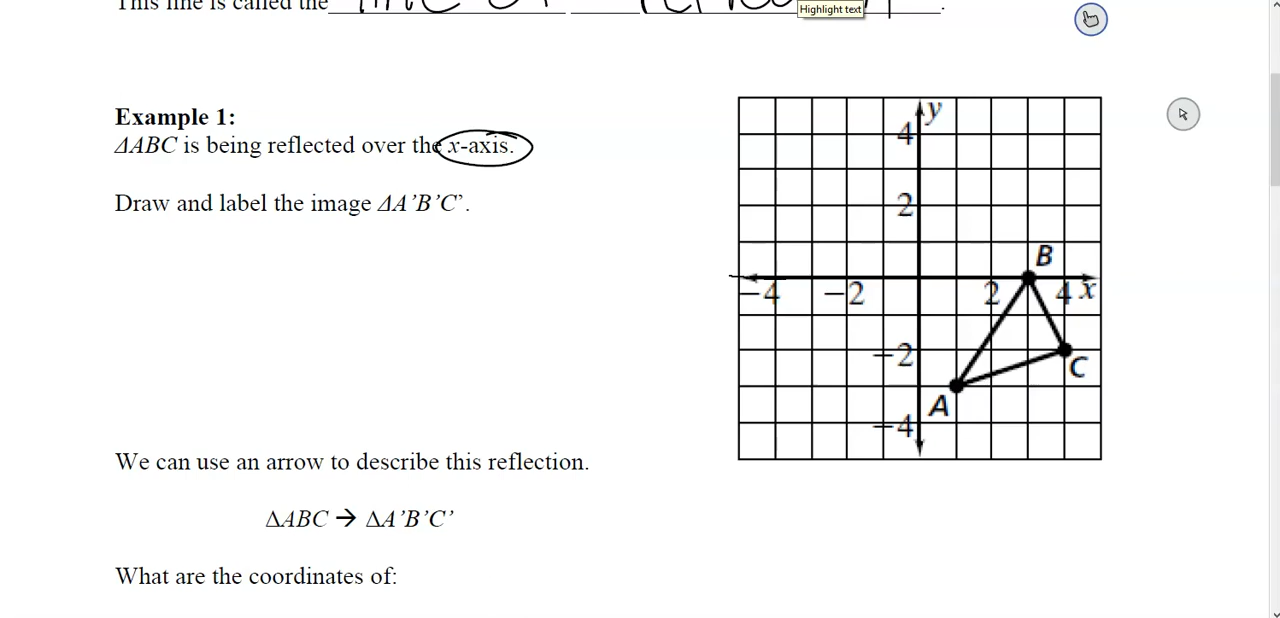 This line is called the
Highlight text
Example 1:
ΔABC is being reflected over the x-axis.
Draw and label the image ΔA’B’C’.
y
4
2
B
-4 -2 2 4 x
-2
C
A
-4
We can use an arrow to describe this reflection.
ΔABC → ΔA’B’C’
What are the coordinates of: